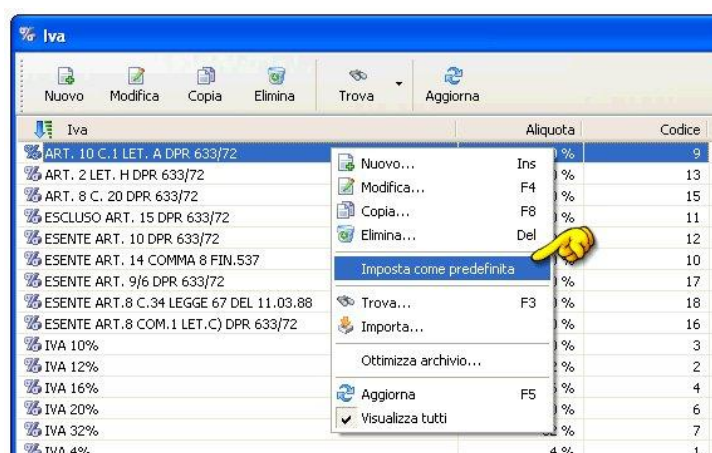 Iva
Nuovo Modifica Copia Elimina Trova Aggiorna
Iva Aliquota Codice
ART. 10 C.1 LET. A DPR 633/72 % 9
ART. 2 LET. H DPR 633/72 % 13
ART. 8 C. 20 DPR 633/72 % 15
ESCLUSO ART. 15 DPR 633/72 % 11
ESENTE ART. 10 DPR 633/72 12
ESENTE ART. 14 COMMA 8 FIN.537 % 10
ESENTE ART. 9/6 DPR 633/72 % 17
ESENTE ART.8 C.34 LEGGE 67 DEL 11.03.88 % 18
ESENTE ART.8 COM.1 LET.C) DPR 633/72 % 16
IVA 10% % 3
IVA 12% % 2
IVA 16% % 4
IVA 20% % 6
IVA 32% % 7
IVA 4% 4 % 1
Nuovo... Ins
Modifica... F4
Copia... F8
Elimina... Del
Imposta come predefinita
Trova... F3
Importa...
Ottimizza archivio...
Aggiorna F5
Visualizza tutti